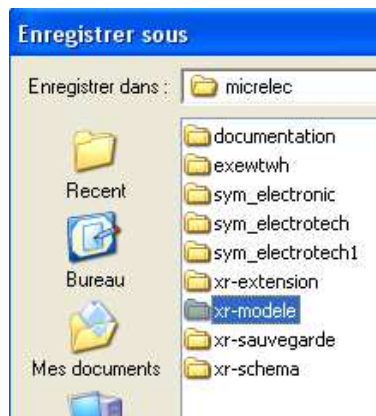 Enregistrer sous
Enregistrer dans :
micrelec
Recent
Bureau
Mes documents
documentation
exewtwh
sym_electronic
sym_electrotech
sym_electrotech1
xr-extension
xr-modele
xr-sauvegarde
xr-schema